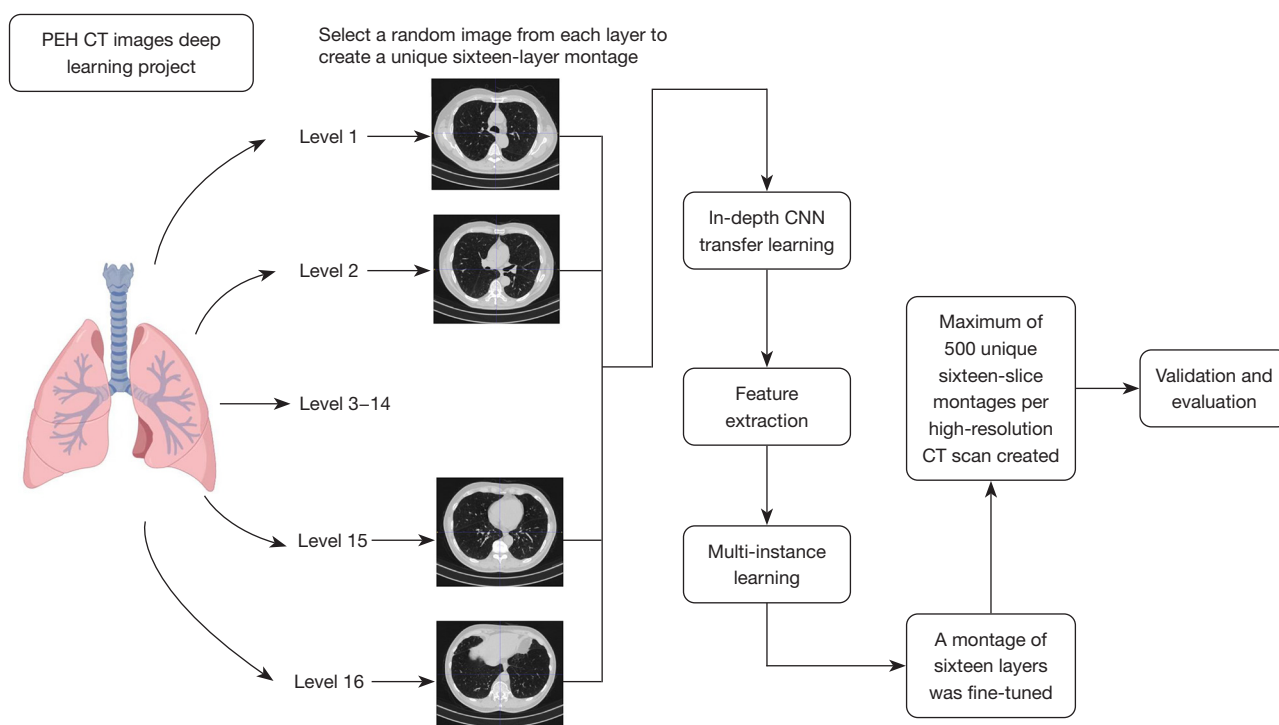 PEH CT images deep
learning project
Select a random image from each layer to
create a unique sixteen-layer montage
Level 1
Level 2
Level 3–14
Level 15
Level 16
In-depth CNN
transfer learning
Feature
extraction
Multi-instance
learning
A montage of
sixteen layers
was fine-tuned
Maximum of
500 unique
sixteen-slice
montages per
high-resolution
CT scan created
Validation and
evaluation